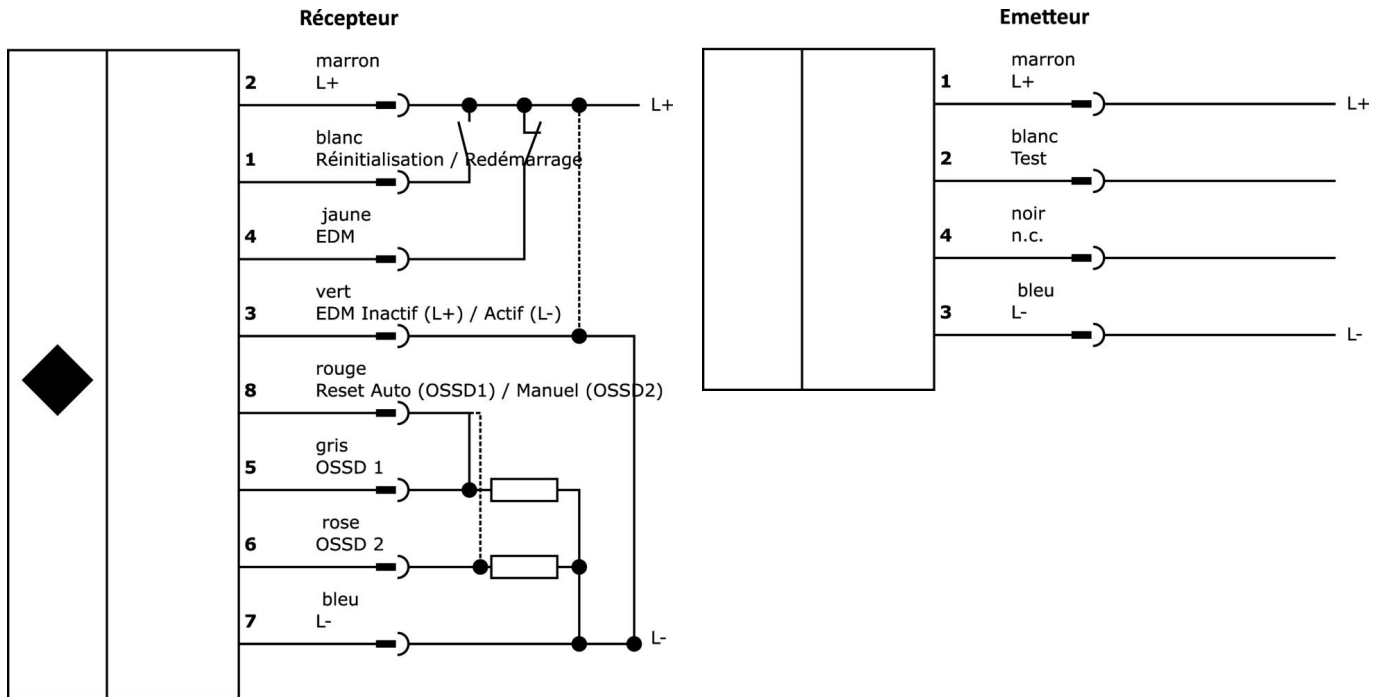 Récepteur
marron
2 L+
L+
blanc
1 Réinitialisation / Redémarrage
jaune
4 EDM
vert
3 EDM Inactif (L+) / Actif (L-)
rouge
8 Reset Auto (OSSD1) / Manuel (OSSD2)
gris
5 OSSD 1
rose
6 OSSD 2
bleu
7 L-
L-
Emetteur
marron
1 L+
L+
blanc
2 Test
noir
4 n.c.
bleu
3 L-
L-